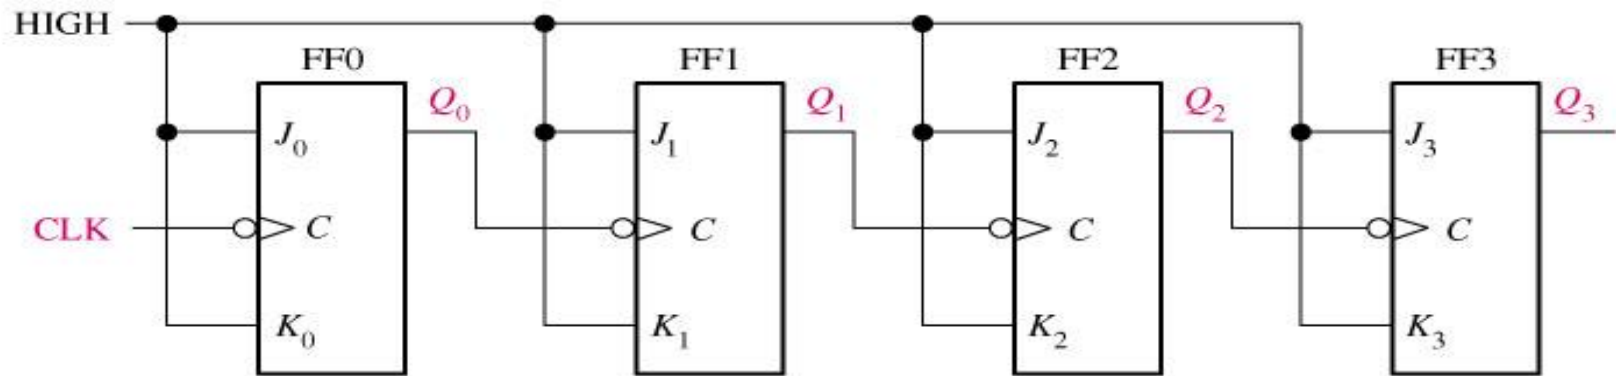 HIGH
FF0 FF1 FF2 FF3
Q0 Q1 Q2 Q3
J0 J1 J2 J3
CLK C C C C
K0 K1 K2 K3